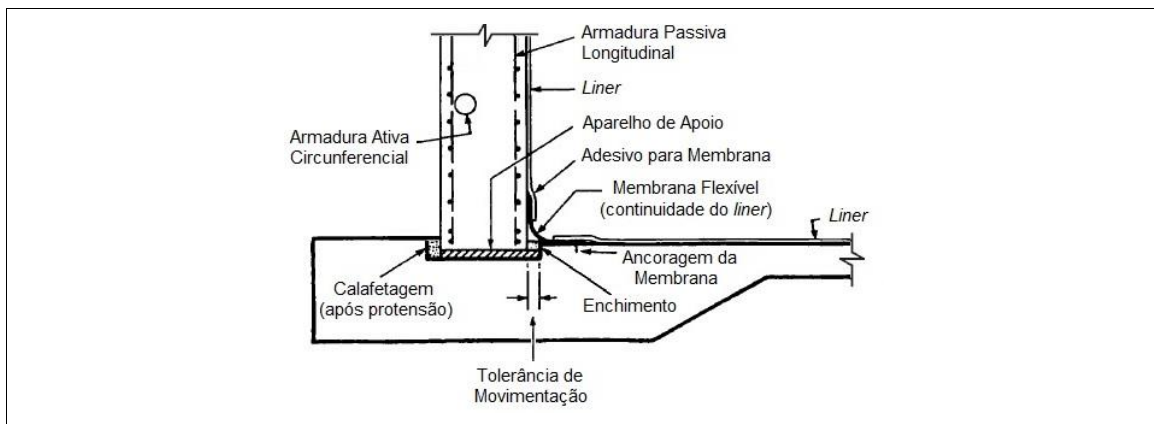 Armadura Passiva
Longitudinal
Liner
Armadura Ativa
Circunferencial
Aparelho de Apoio
Adesivo para Membrana
Membrana Flexível
(continuidade do liner)
Liner
Ancoragem da
Membrana
Calafetagem
(após protensão)
Enchimento
Tolerância de
Movimentação